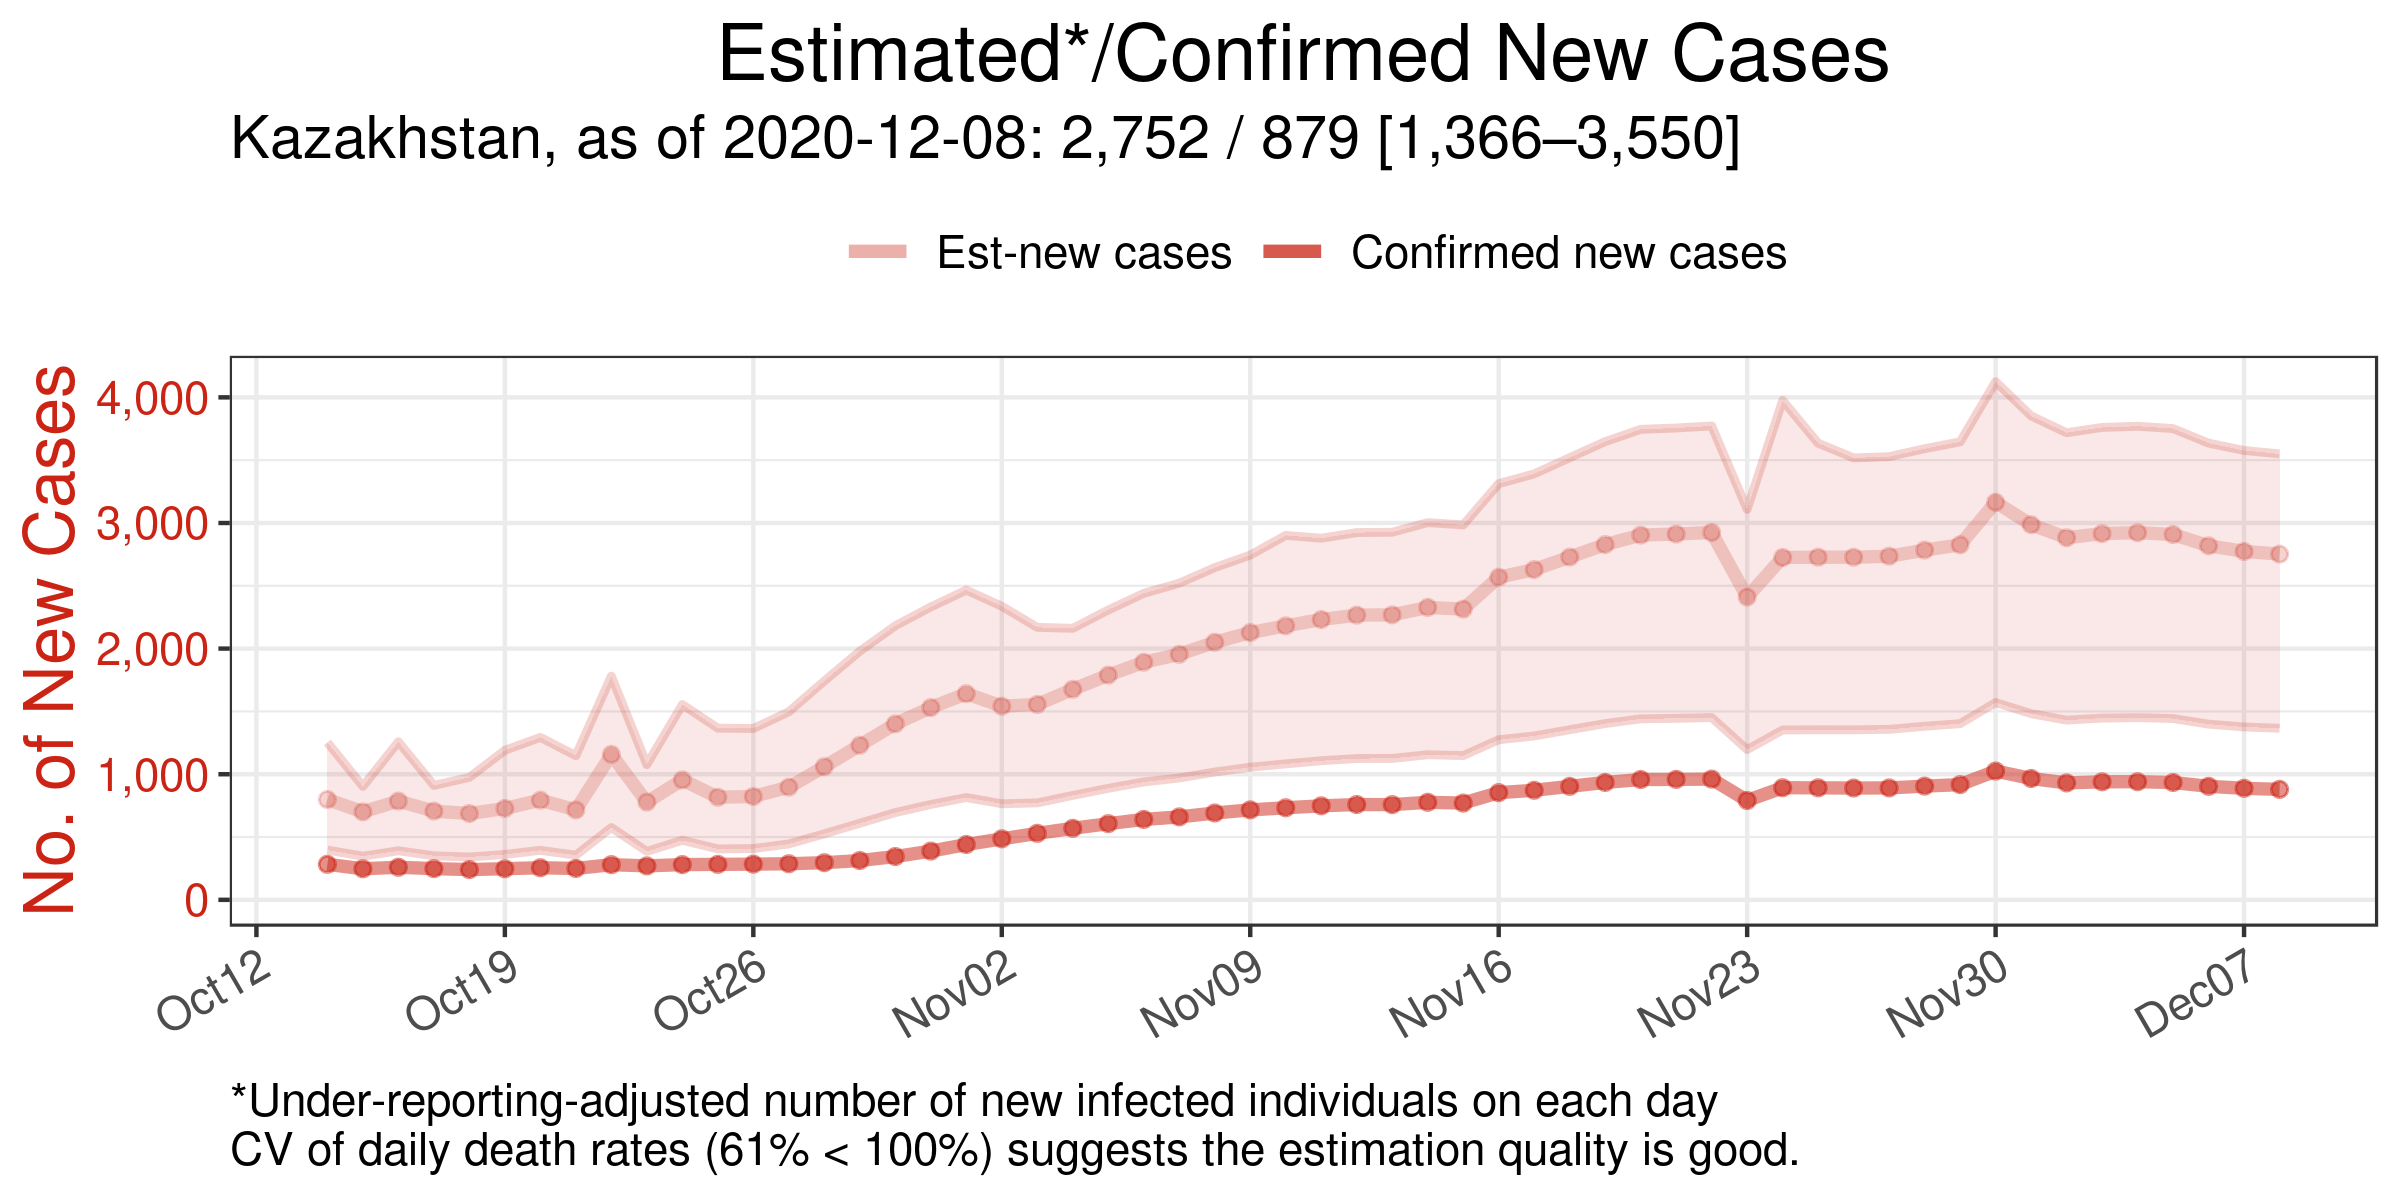 Estimated*/Confirmed New Cases
Kazakhstan, as of 2020-12-08: 2,752 / 879 [1,366–3,550]
Est-new cases
Confirmed new cases
No. of New Cases
4,000
3,000
2,000
1,000
0
Oct12
Oct19
Oct26
Nov02
Nov09
Nov16
Nov23
Nov30
Dec07
*Under-reporting-adjusted number of new infected individuals on each day
CV of daily death rates (61% < 100%) suggests the estimation quality is good.